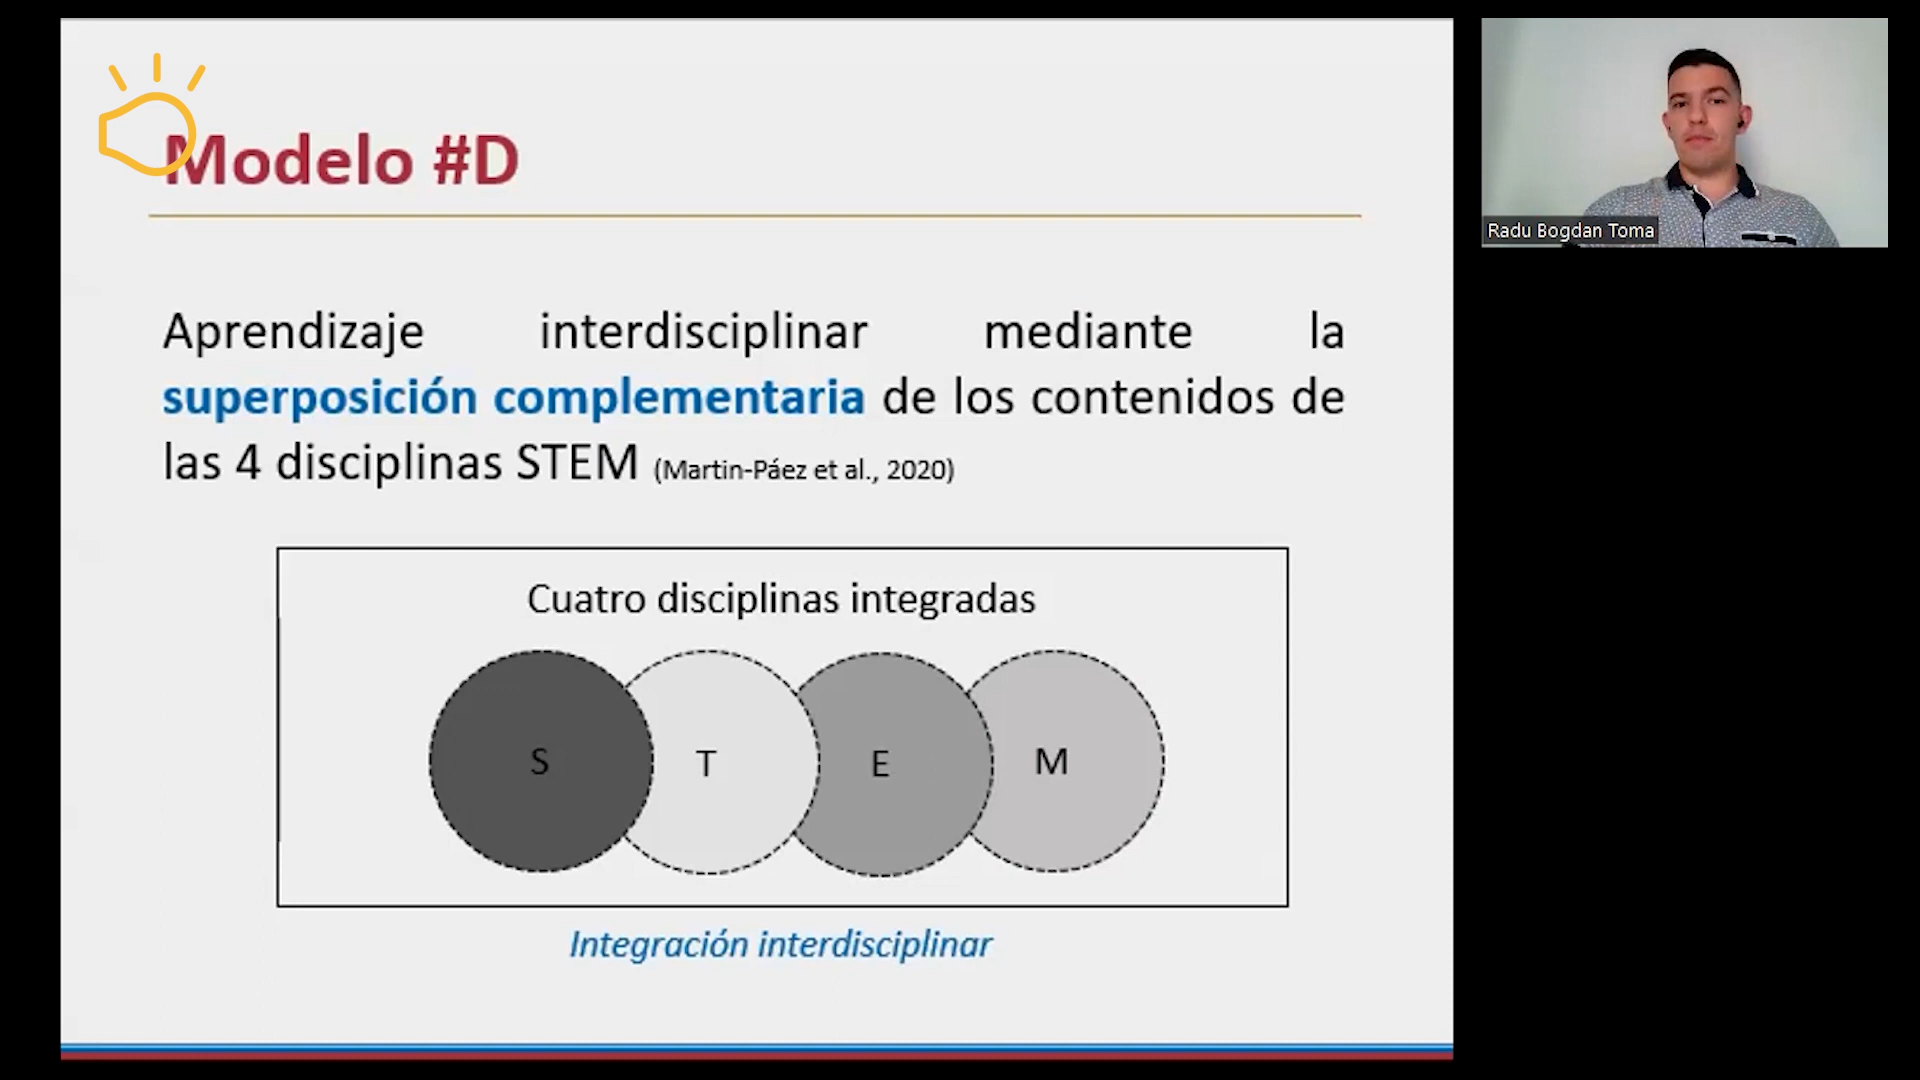 Modelo #D
Aprendizaje interdisciplinar mediante la
superposición complementaria de los contenidos de
las 4 disciplinas STEM (Martin-Páez et al., 2020)
Cuatro disciplinas integradas
S T E M
Integración interdisciplinar
Radu Bogdan Toma